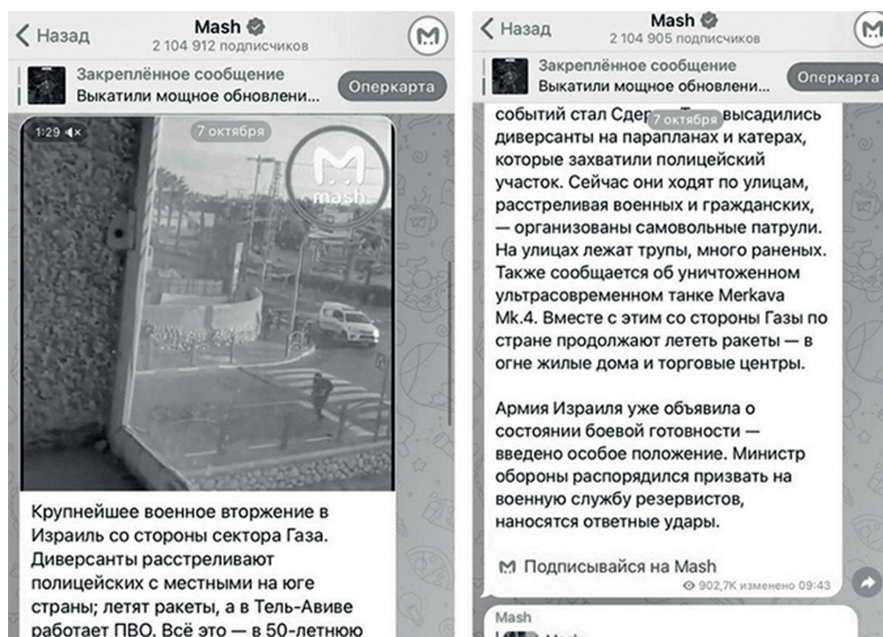 Назад
Mash
2 104 912 подписчиков
Закреплённое сообщение
Выкатили мощное обновлени...
Оперкарта
1:29
7 октября
mash
Крупнейшее военное вторжение в
Израиль со стороны сектора Газа.
Диверсанты расстреливают
полицейских с местными на юге
страны; летят ракеты, а в Тель-Авиве
работает ПВО. Всё это — в 50-летнюю
Назад
Mash
2 104 905 подписчиков
Закреплённое сообщение
Выкатили мощное обновлени...
Оперкарта
7 октября
событий стал высадились
диверсанты на парапланах и катерах,
которые захватили полицейский
участок. Сейчас они ходят по улицам,
расстреливая военных и гражданских,
— организованы самовольные патрули.
На улицах лежат трупы, много раненых.
Также сообщается об уничтоженном
ультрасовременном танке Merkava
Mk.4. Вместе с этим со стороны Газы по
стране продолжают лететь ракеты — в
огне жилые дома и торговые центры.
Армия Израиля уже объявила о
состоянии боевой готовности —
введено особое положение. Министр
обороны распорядился призвать на
военную службу резервистов,
наносятся ответные удары.
Подписывайся на Mash
902,7K изменено 09:43
Mash